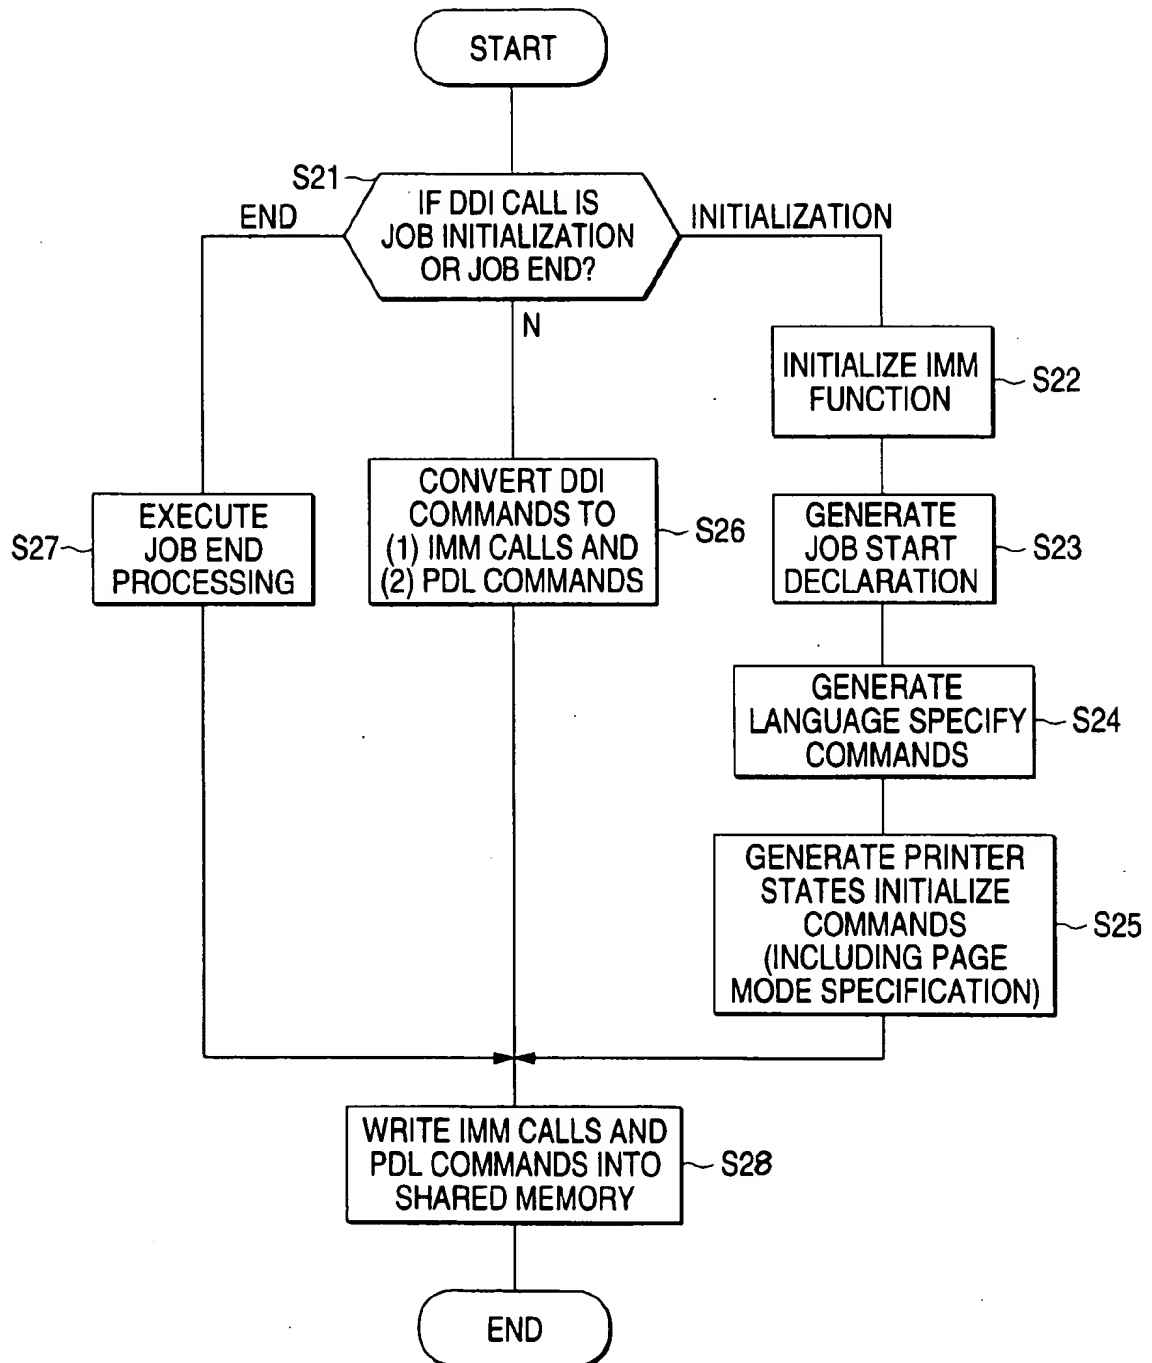 START
S21
IF DDI CALL IS
JOB INITIALIZATION
OR JOB END?
END
INITIALIZATION
N
INITIALIZE IMM
FUNCTION
S22
CONVERT DDI
COMMANDS TO
(1) IMM CALLS AND
(2) PDL COMMANDS
S26
EXECUTE
JOB END
PROCESSING
S27
GENERATE
JOB START
DECLARATION
S23
GENERATE
LANGUAGE SPECIFY
COMMANDS
S24
GENERATE PRINTER
STATES INITIALIZE
COMMANDS
(INCLUDING PAGE
MODE SPECIFICATION)
S25
WRITE IMM CALLS AND
PDL COMMANDS INTO
SHARED MEMORY
S28
END